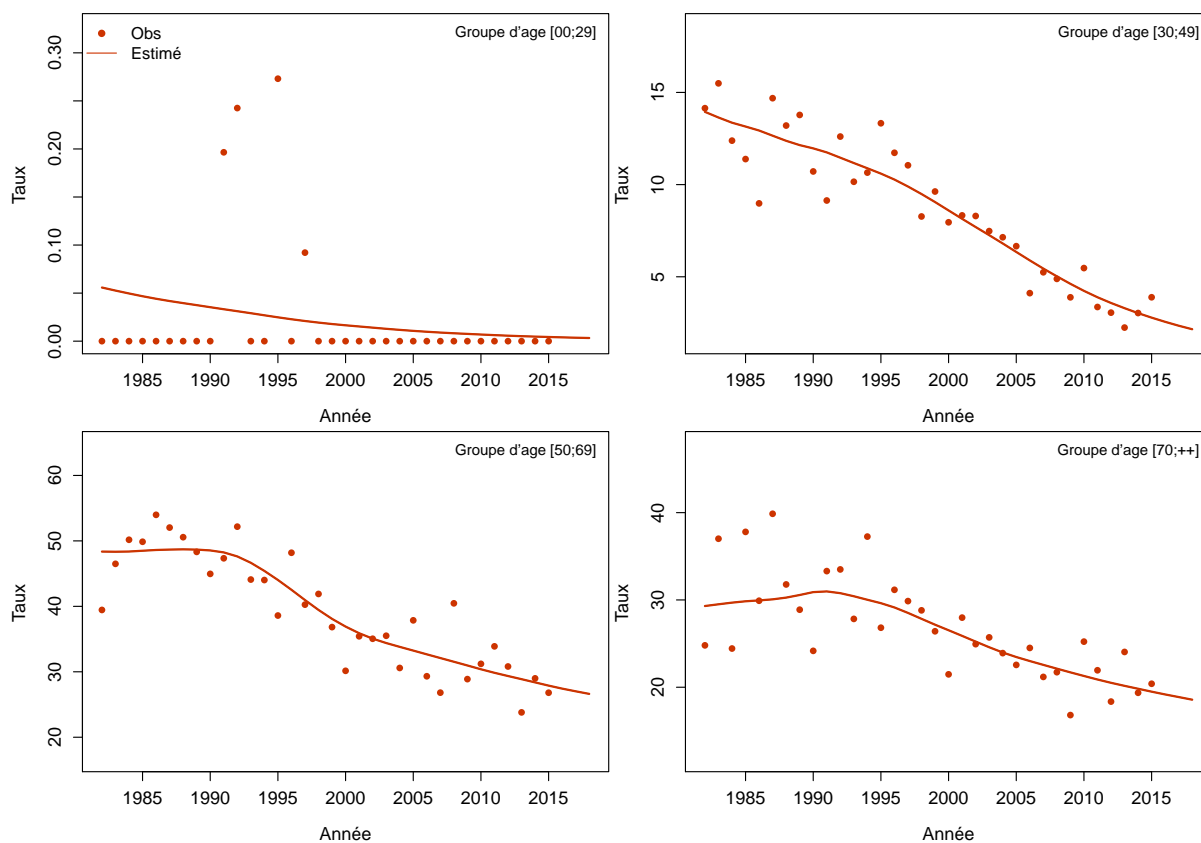 Obs
Estimé
Groupe d'age [00;29]
0.30
0.20
0.10
0.00
Taux
1985 1990 1995 2000 2005 2010 2015
Année
Groupe d'age [30;49]
15
10
5
Taux
1985 1990 1995 2000 2005 2010 2015
Année
Groupe d'age [50;69]
60
50
40
30
20
Taux
1985 1990 1995 2000 2005 2010 2015
Année
Groupe d'age [70;++]
40
30
20
Taux
1985 1990 1995 2000 2005 2010 2015
Année